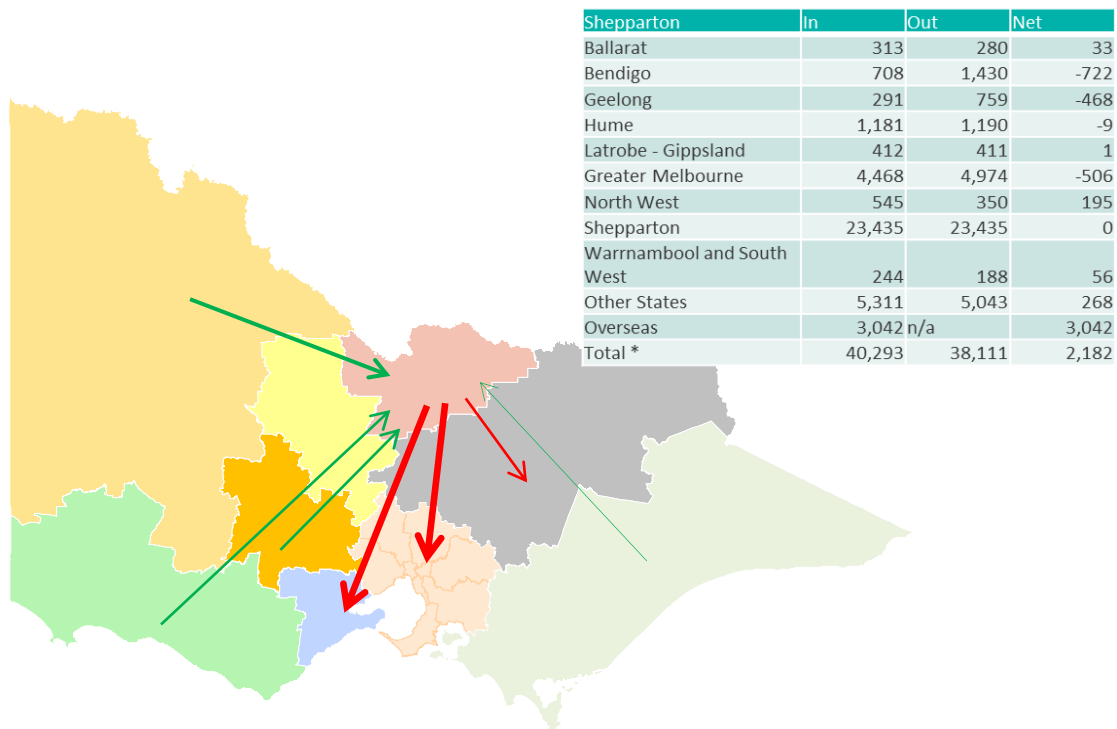 Shepparton In Out Net
Ballarat 313 280 33
Bendigo 708 1,430 -722
Geelong 291 759 -468
Hume 1,181 1,190 -9
Latrobe - Gippsland 412 411 1
Greater Melbourne 4,468 4,974 -506
North West 545 350 195
Shepparton 23,435 23,435 0
Warrnambool and South
West 244 188 56
Other States 5,311 5,043 268
Overseas 3,042 n/a 3,042
Total * 40,293 38,111 2,182